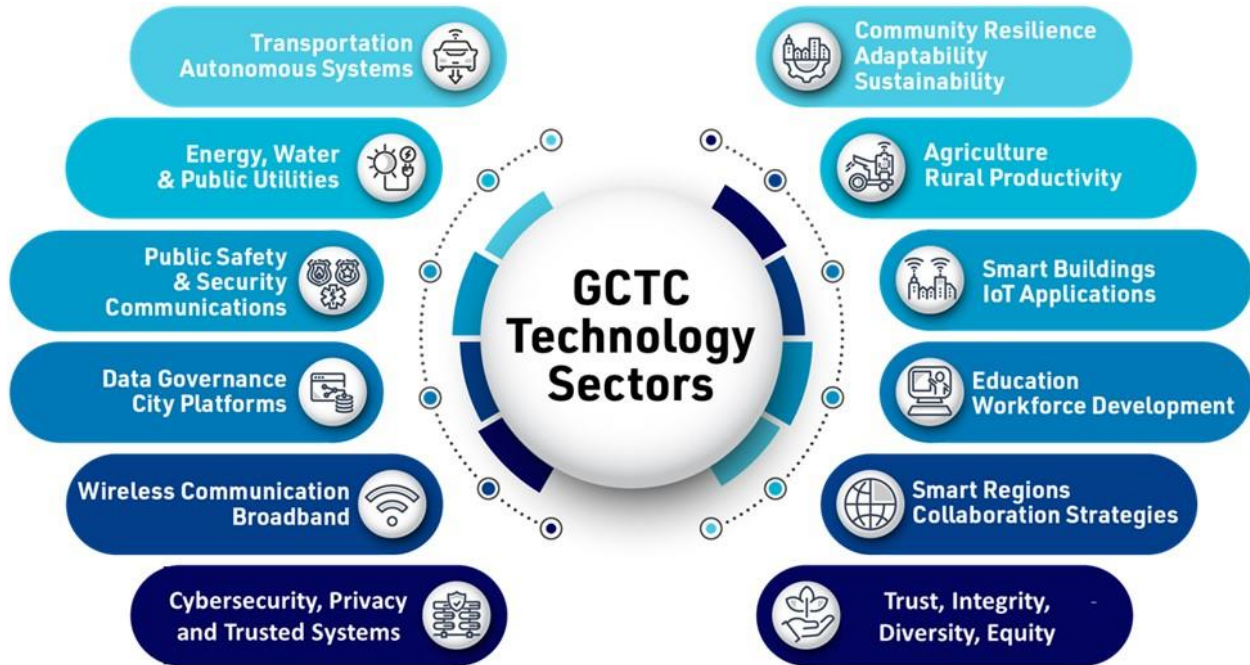 Transportation
Autonomous Systems
Energy, Water
& Public Utilities
Public Safety
& Security
Communications
Data Governance
City Platforms
Wireless Communication
Broadband
Cybersecurity, Privacy
and Trusted Systems
GCTC
Technology
Sectors
Community Resilience
Adaptability
Sustainability
Agriculture
Rural Productivity
Smart Buildings
IoT Applications
Education
Workforce Development
Smart Regions
Collaboration Strategies
Trust, Integrity, -
Diversity, Equity